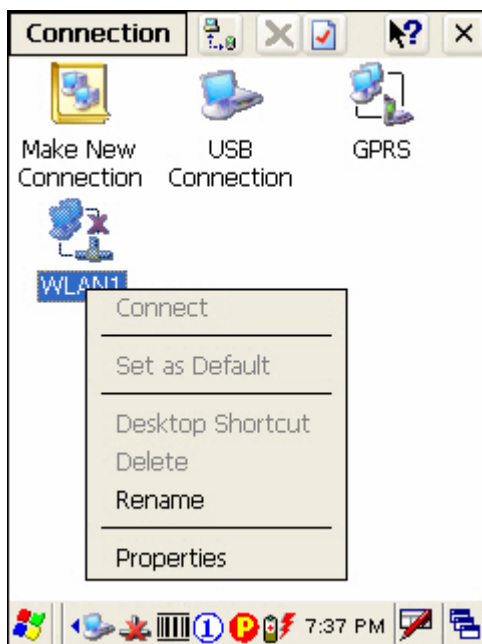 Connection
?
Make New
Connection
USB
Connection
GPRS
WLAN1
Connect
Set as Default
Desktop Shortcut
Delete
Rename
Properties
1 P 7:37 PM